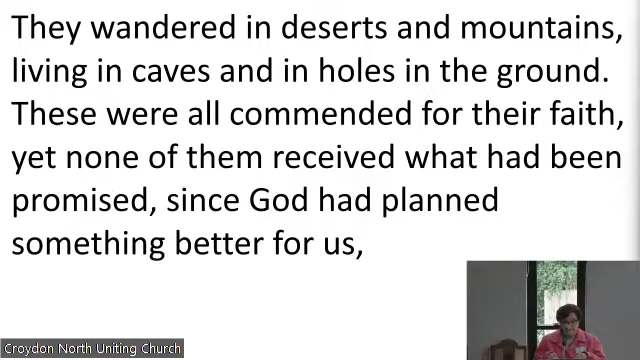 They wandered in deserts and mountains,
living in caves and in holes in the ground.
These were all commended for their faith,
yet none of them received what had been
promised, since God had planned
something better for us,
Croydon North Uniting Church